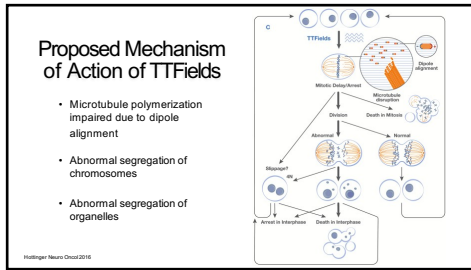 Proposed Mechanism
of Action of TTFields
• Microtubule polymerization
impaired due to dipole
alignment
• Abnormal segregation of
chromosomes
• Abnormal segregation of
organelles
Hottinger Neuro Oncol 2016
C
TTFields
Dipole
alignment
Mitotic Delay/Arrest
Microtubule
disruption
Death in Mitosis
Division
Abnormal
Normal
Slippage?
4N
Arrest in Interphase
Death in Interphase